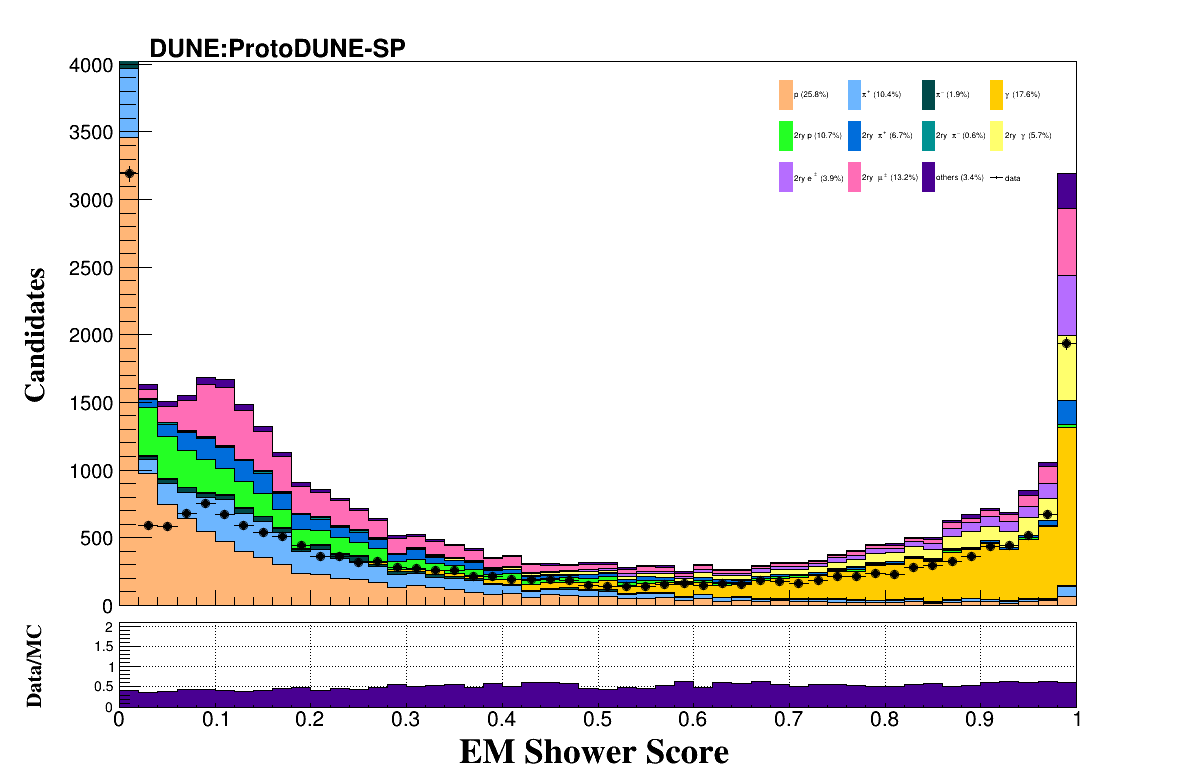 DUNE:ProtoDUNE-SP
4000
3500
3000
2500
2000
1500
1000
500
0
Candidates
p (25.8%) π⁺ (10.4%) π⁻ (1.9%) γ (17.6%)
2ry p (10.7%) 2ry π⁺ (6.7%) 2ry π⁻ (0.6%) 2ry γ (5.7%)
2ry e± (3.9%) 2ry μ± (13.2%) others (3.4%) data
2
1.5
1
0.5
0
Data/MC
0 0.1 0.2 0.3 0.4 0.5 0.6 0.7 0.8 0.9 1
EM Shower Score